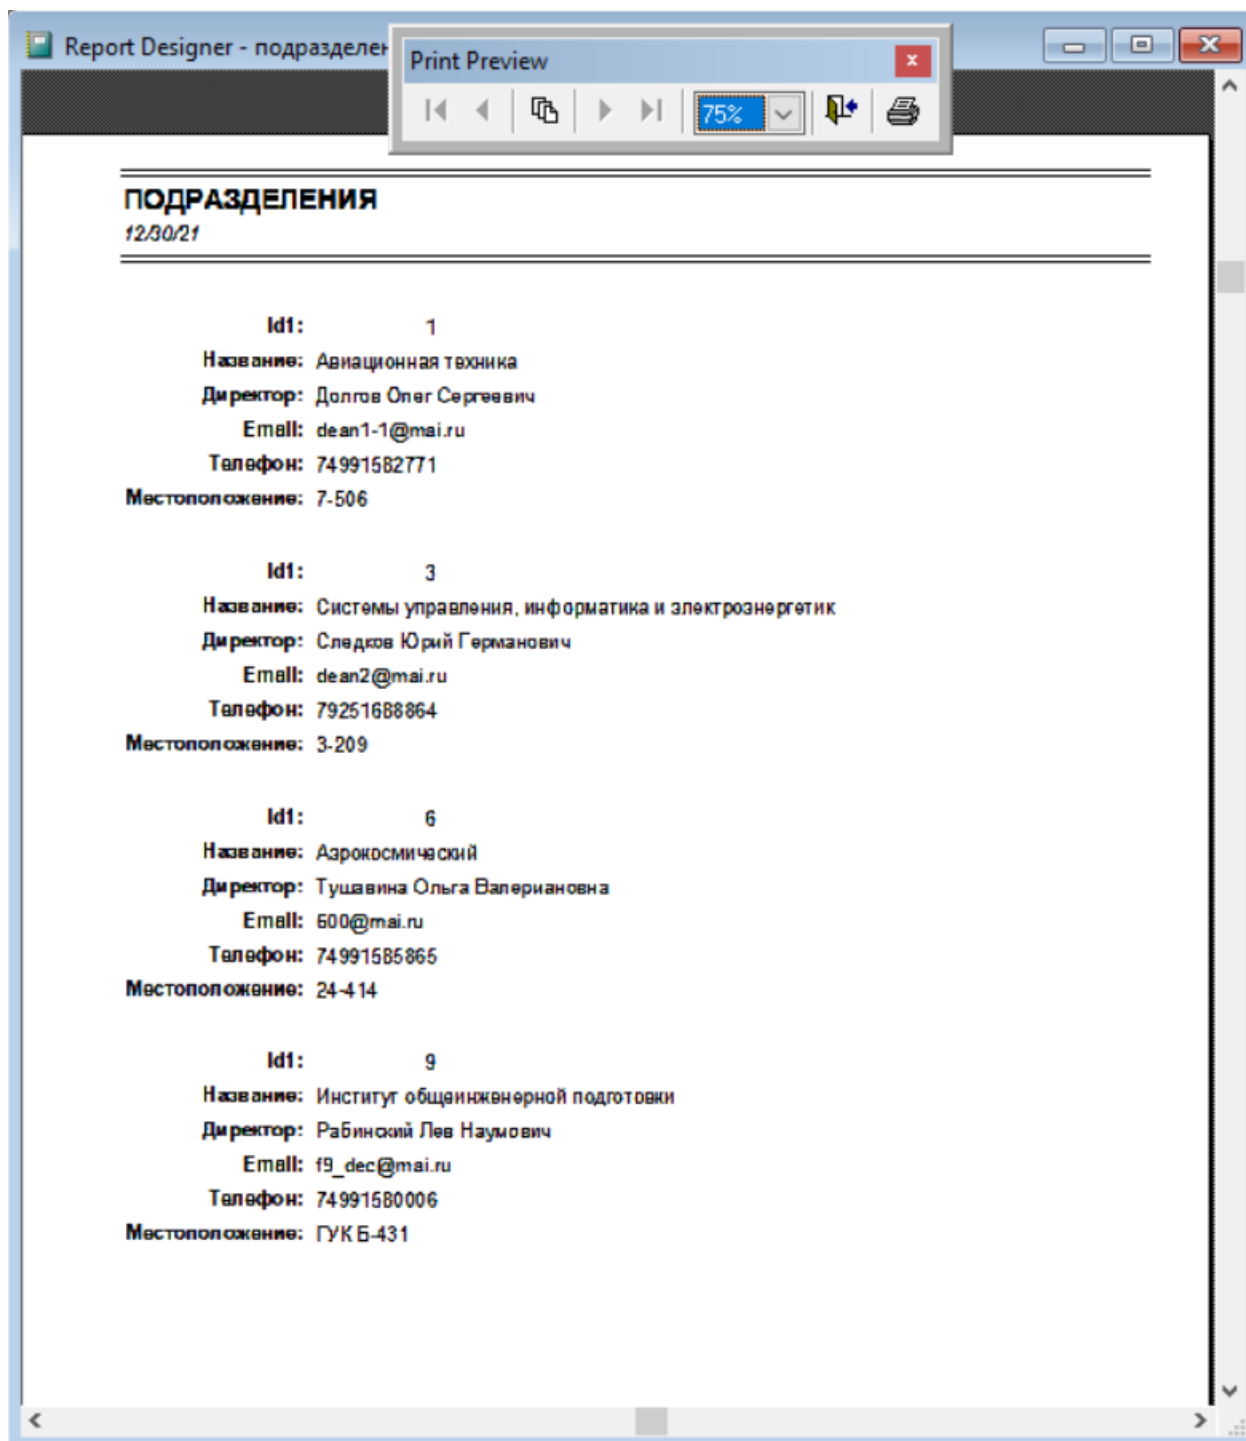 Report Designer - подразделен
Print Preview
75%
ПОДРАЗДЕЛЕНИЯ
12/30/21
Id1: 1
Название: Авиационная техника
Директор: Долгов Олег Сергеевич
Email: dean1-1@mai.ru
Телефон: 74991582771
Местоположение: 7-506
Id1: 3
Название: Системы управления, информатика и электроэнергетик
Директор: Следков Юрий Германович
Email: dean2@mai.ru
Телефон: 79251688864
Местоположение: 3-209
Id1: 6
Название: Аэрокосмический
Директор: Тушавина Ольга Валериановна
Email: 600@mai.ru
Телефон: 74991585865
Местоположение: 24-414
Id1: 9
Название: Институт общеинженерной подготовки
Директор: Рабинский Лев Наумович
Email: f9_dec@mai.ru
Телефон: 74991580006
Местоположение: ГУК Б-431